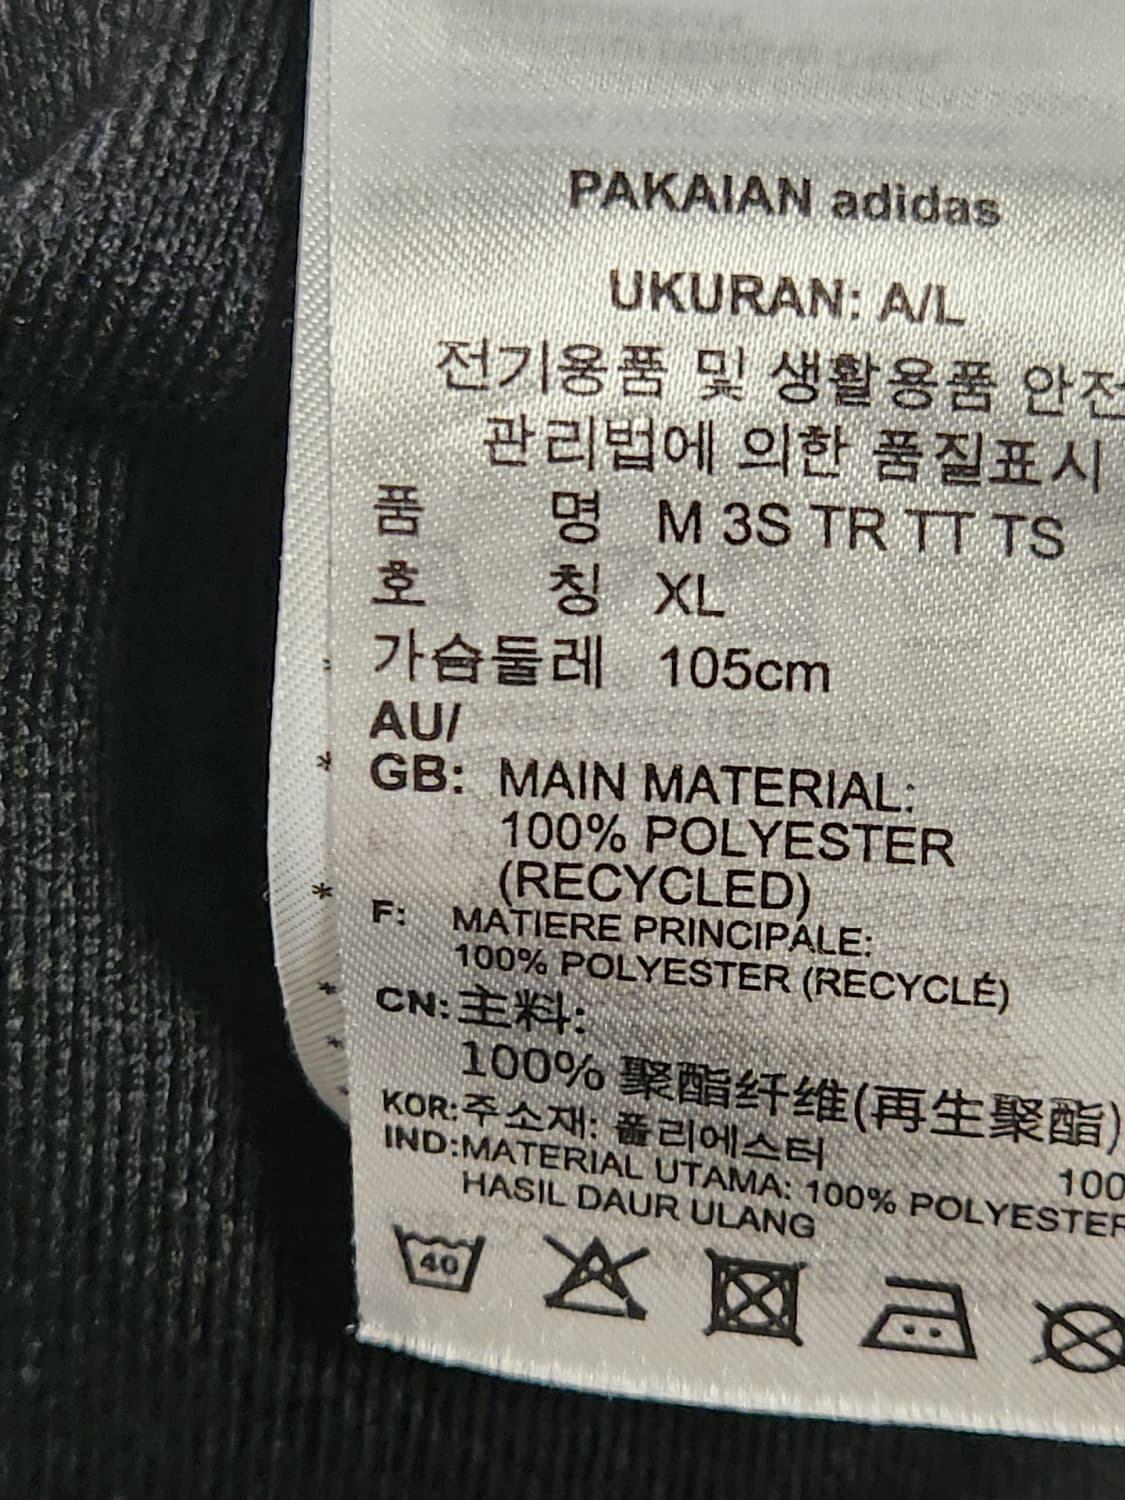 PAKAIAN adidas
UKURAN: A/L
전기용품 및 생활용품 안전
관리법에 의한 품질표시
품 명 M 3S TR TT TS
호 칭 XL
가슴둘레 105cm
AU/
GB: MAIN MATERIAL:
100% POLYESTER
(RECYCLED)
F: MATIERE PRINCIPALE:
100% POLYESTER (RECYCLÉ)
CN: 主料:
100% 聚酯纤维(再生聚酯)
KOR: 주소재: 폴리에스터
100
IND: MATERIAL UTAMA: 100% POLYESTER
HASIL DAUR ULANG
40